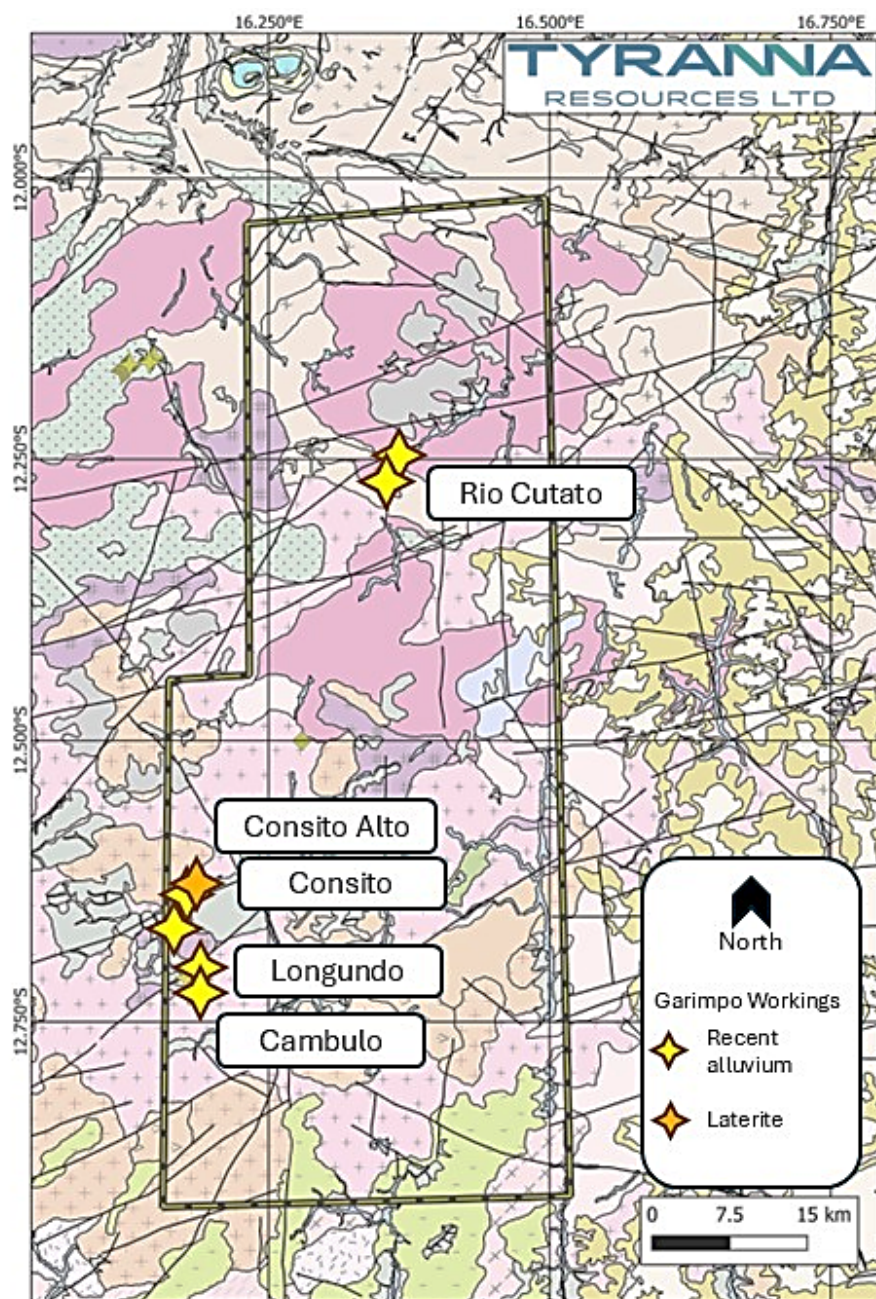 16.250°E 16.500°E 16.750°E
TYRANNA
RESOURCES LTD
12.000°S
12.250°S
Rio Cutato
12.500°S
Consito Alto
Consito
Longundo
12.750°S
Cambulo
North
Garimpo Workings
Recent
alluvium
Laterite
0 7.5 15 km